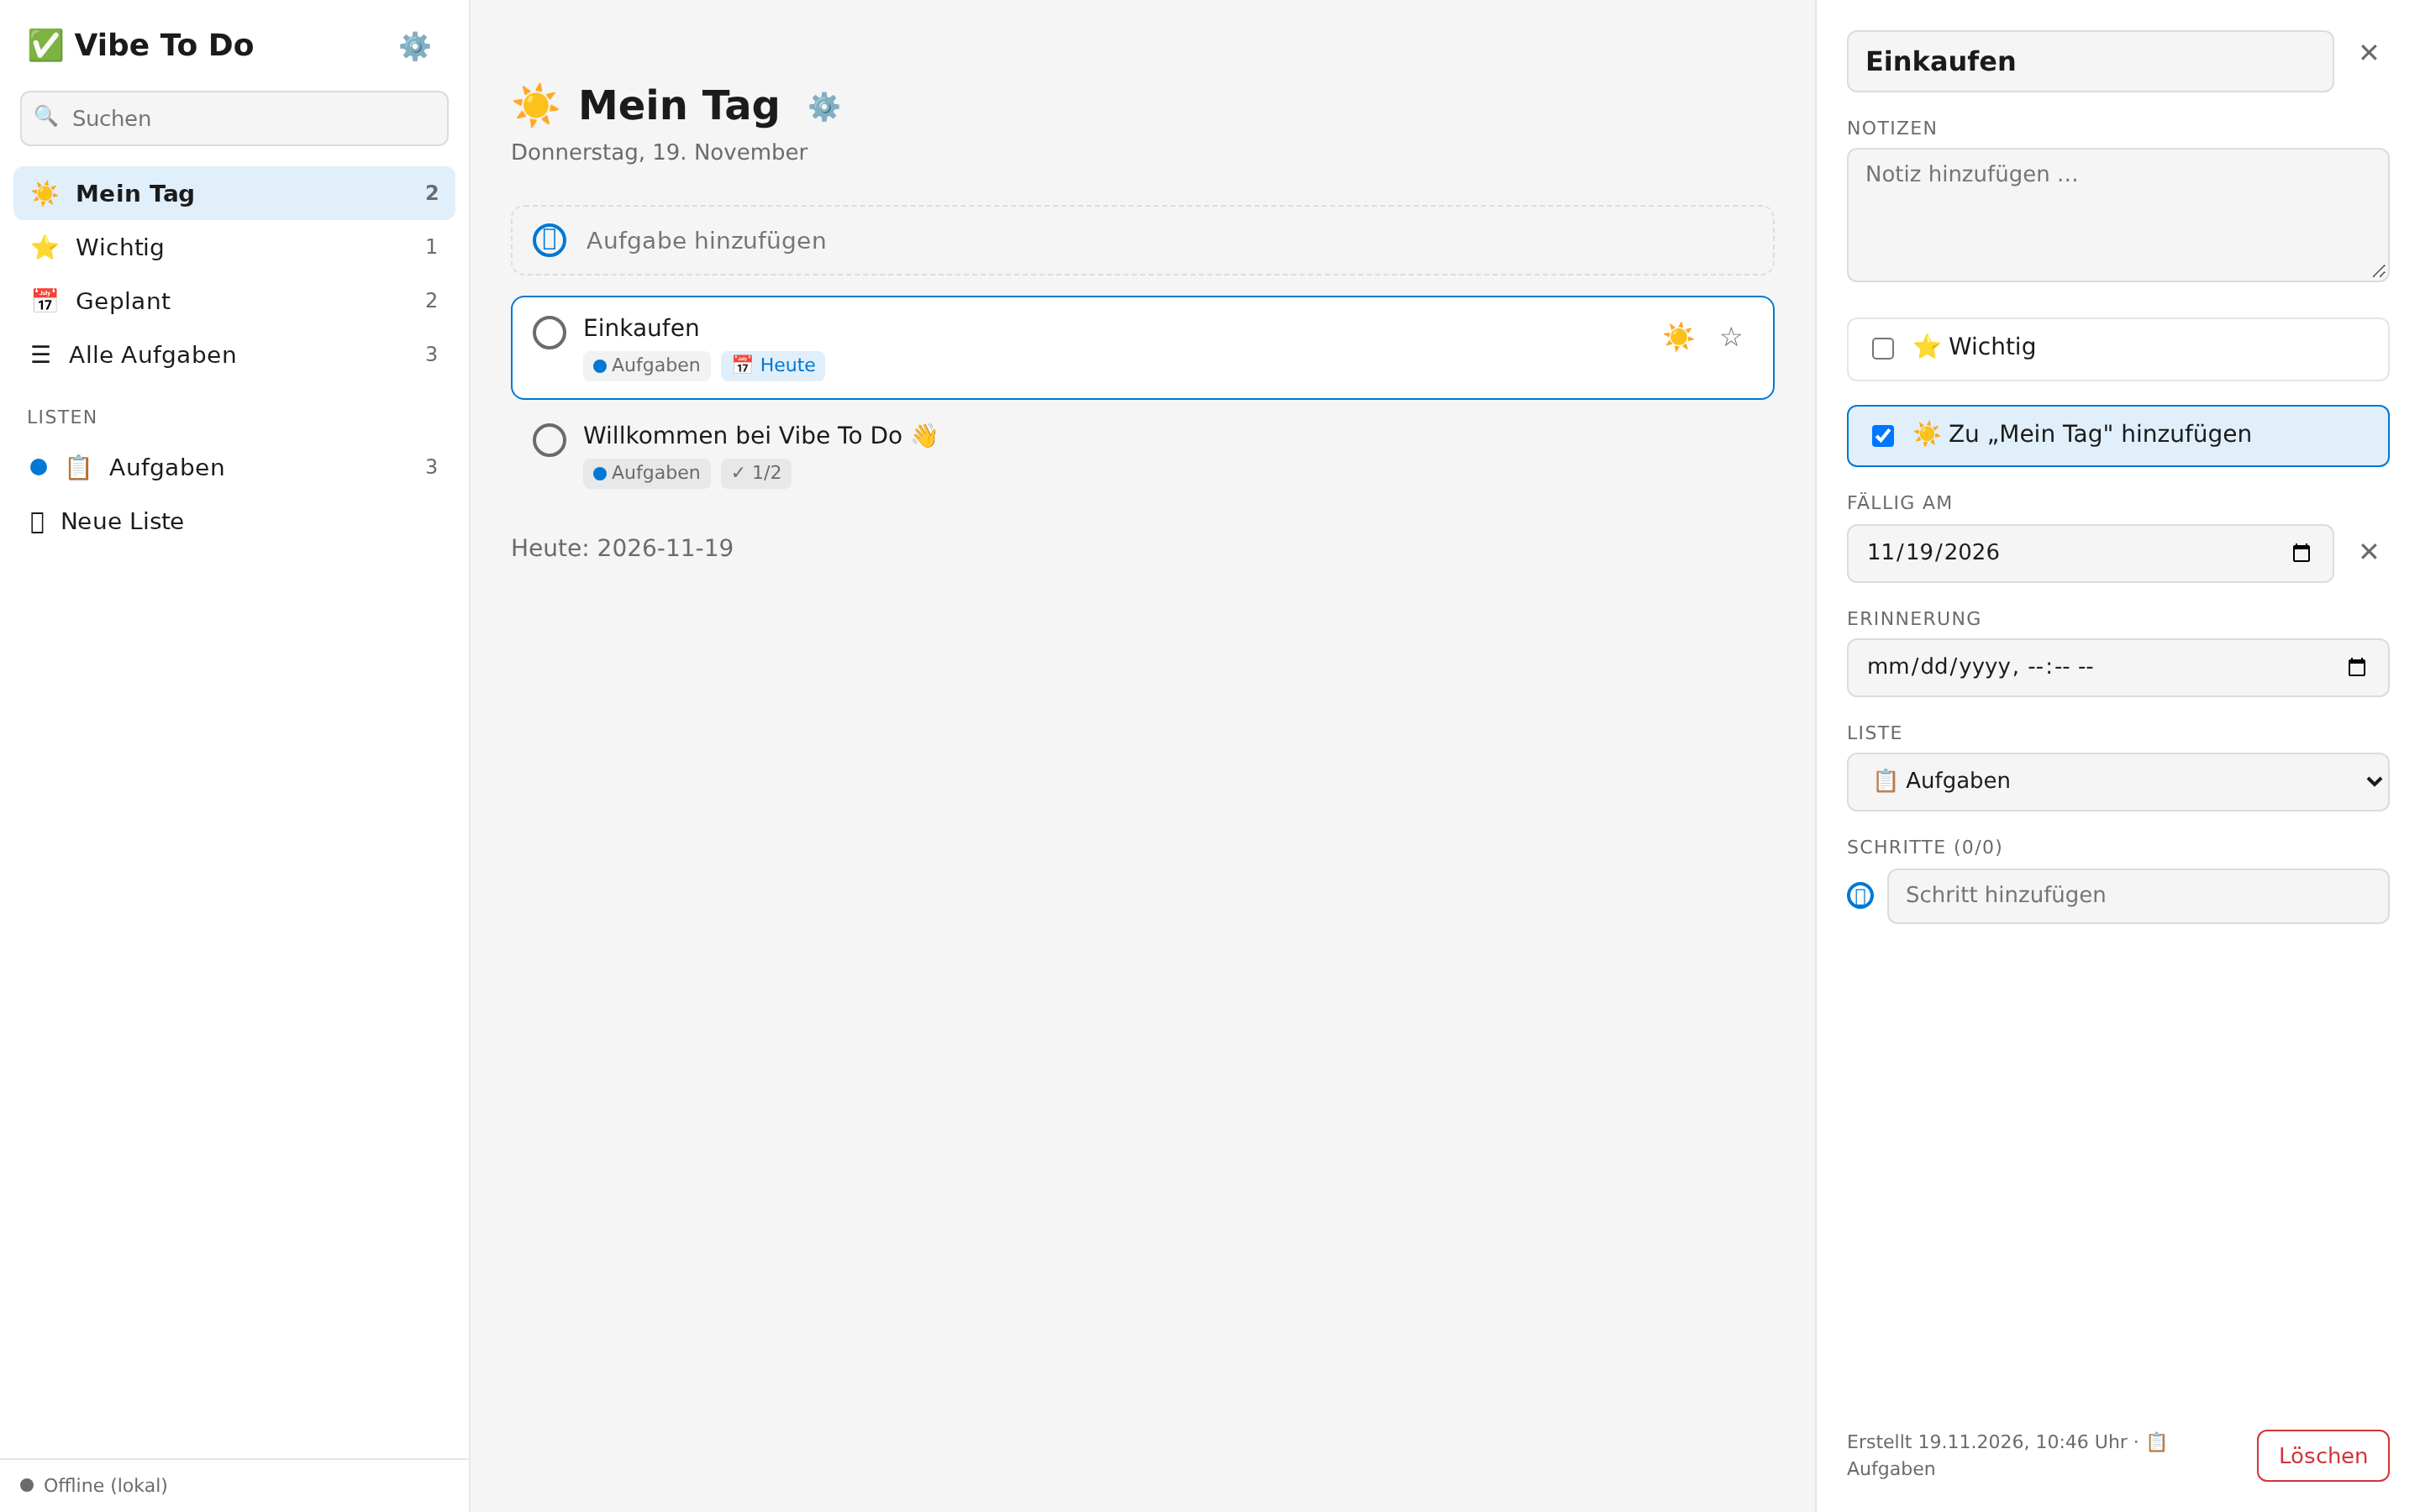 ✅ Vibe To Do
Suchen
Mein Tag 2
Wichtig 1
Geplant 2
Alle Aufgaben 3
LISTEN
Aufgaben 3
Neue Liste
Offline (lokal)
Mein Tag
Donnerstag, 19. November
Aufgabe hinzufügen
Einkaufen
Aufgaben 📅 Heute
Willkommen bei Vibe To Do 👋
Aufgaben ✓ 1/2
Heute: 2026-11-19
Einkaufen
NOTIZEN
Notiz hinzufügen …
⭐ Wichtig
☀️ Zu „Mein Tag" hinzufügen
FÄLLIG AM
11/19/2026
ERINNERUNG
mm/dd/yyyy, --:-- --
LISTE
📋 Aufgaben
SCHRITTE (0/0)
Schritt hinzufügen
Erstellt 19.11.2026, 10:46 Uhr · 📋
Aufgaben
Löschen